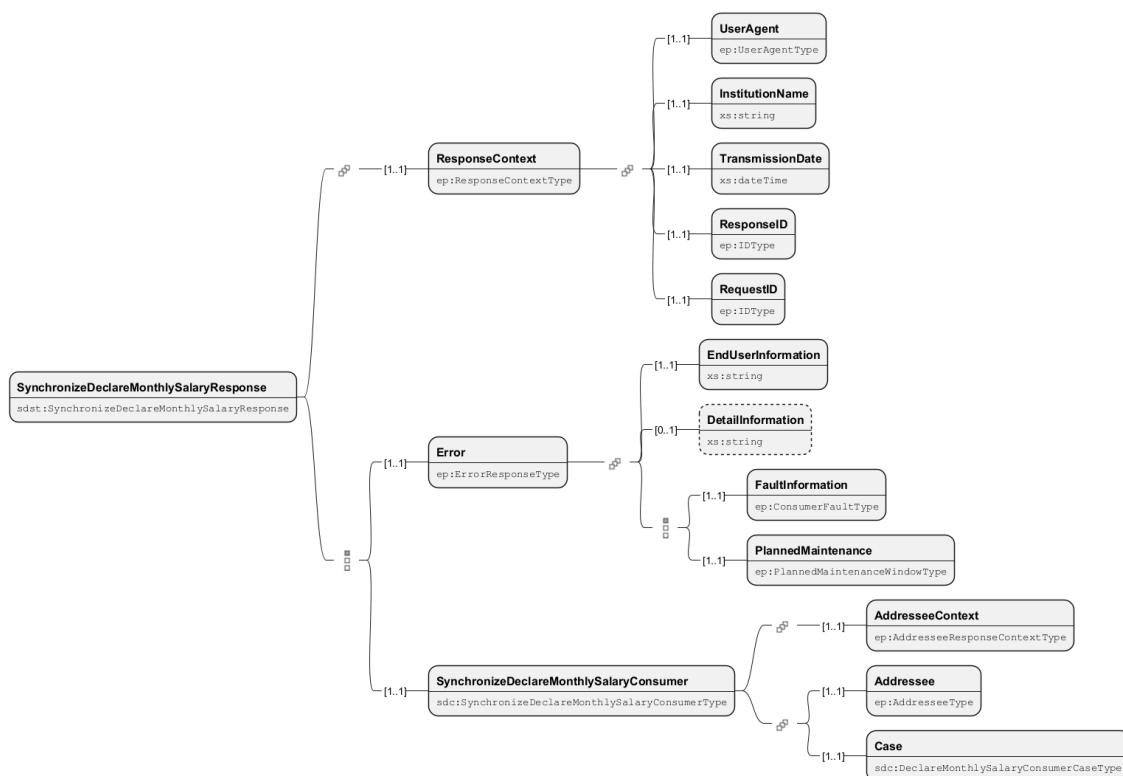 UserAgent
ep:UserAgentType
[1..1]
InstitutionName
xs:string
[1..1]
ResponseContext
ep:ResponseContextType
[1..1]
TransmissionDate
xs:dateTime
[1..1]
ResponseID
ep:IDType
[1..1]
RequestID
ep:IDType
[1..1]
SynchronizeDeclareMonthlySalaryResponse
sdst:SynchronizeDeclareMonthlySalaryResponse
EndUserInformation
xs:string
[1..1]
DetailInformation
xs:string
[0..1]
Error
ep:ErrorResponseType
[1..1]
FaultInformation
ep:ConsumerFaultType
[1..1]
PlannedMaintenance
ep:PlannedMaintenanceWindowType
[1..1]
AddresseeContext
ep:AddresseeResponseContextType
[1..1]
SynchronizeDeclareMonthlySalaryConsumer
sdc:SynchronizeDeclareMonthlySalaryConsumerType
[1..1]
Addressee
ep:AddresseeType
[1..1]
Case
sdc:DeclareMonthlySalaryConsumerCaseType
[1..1]